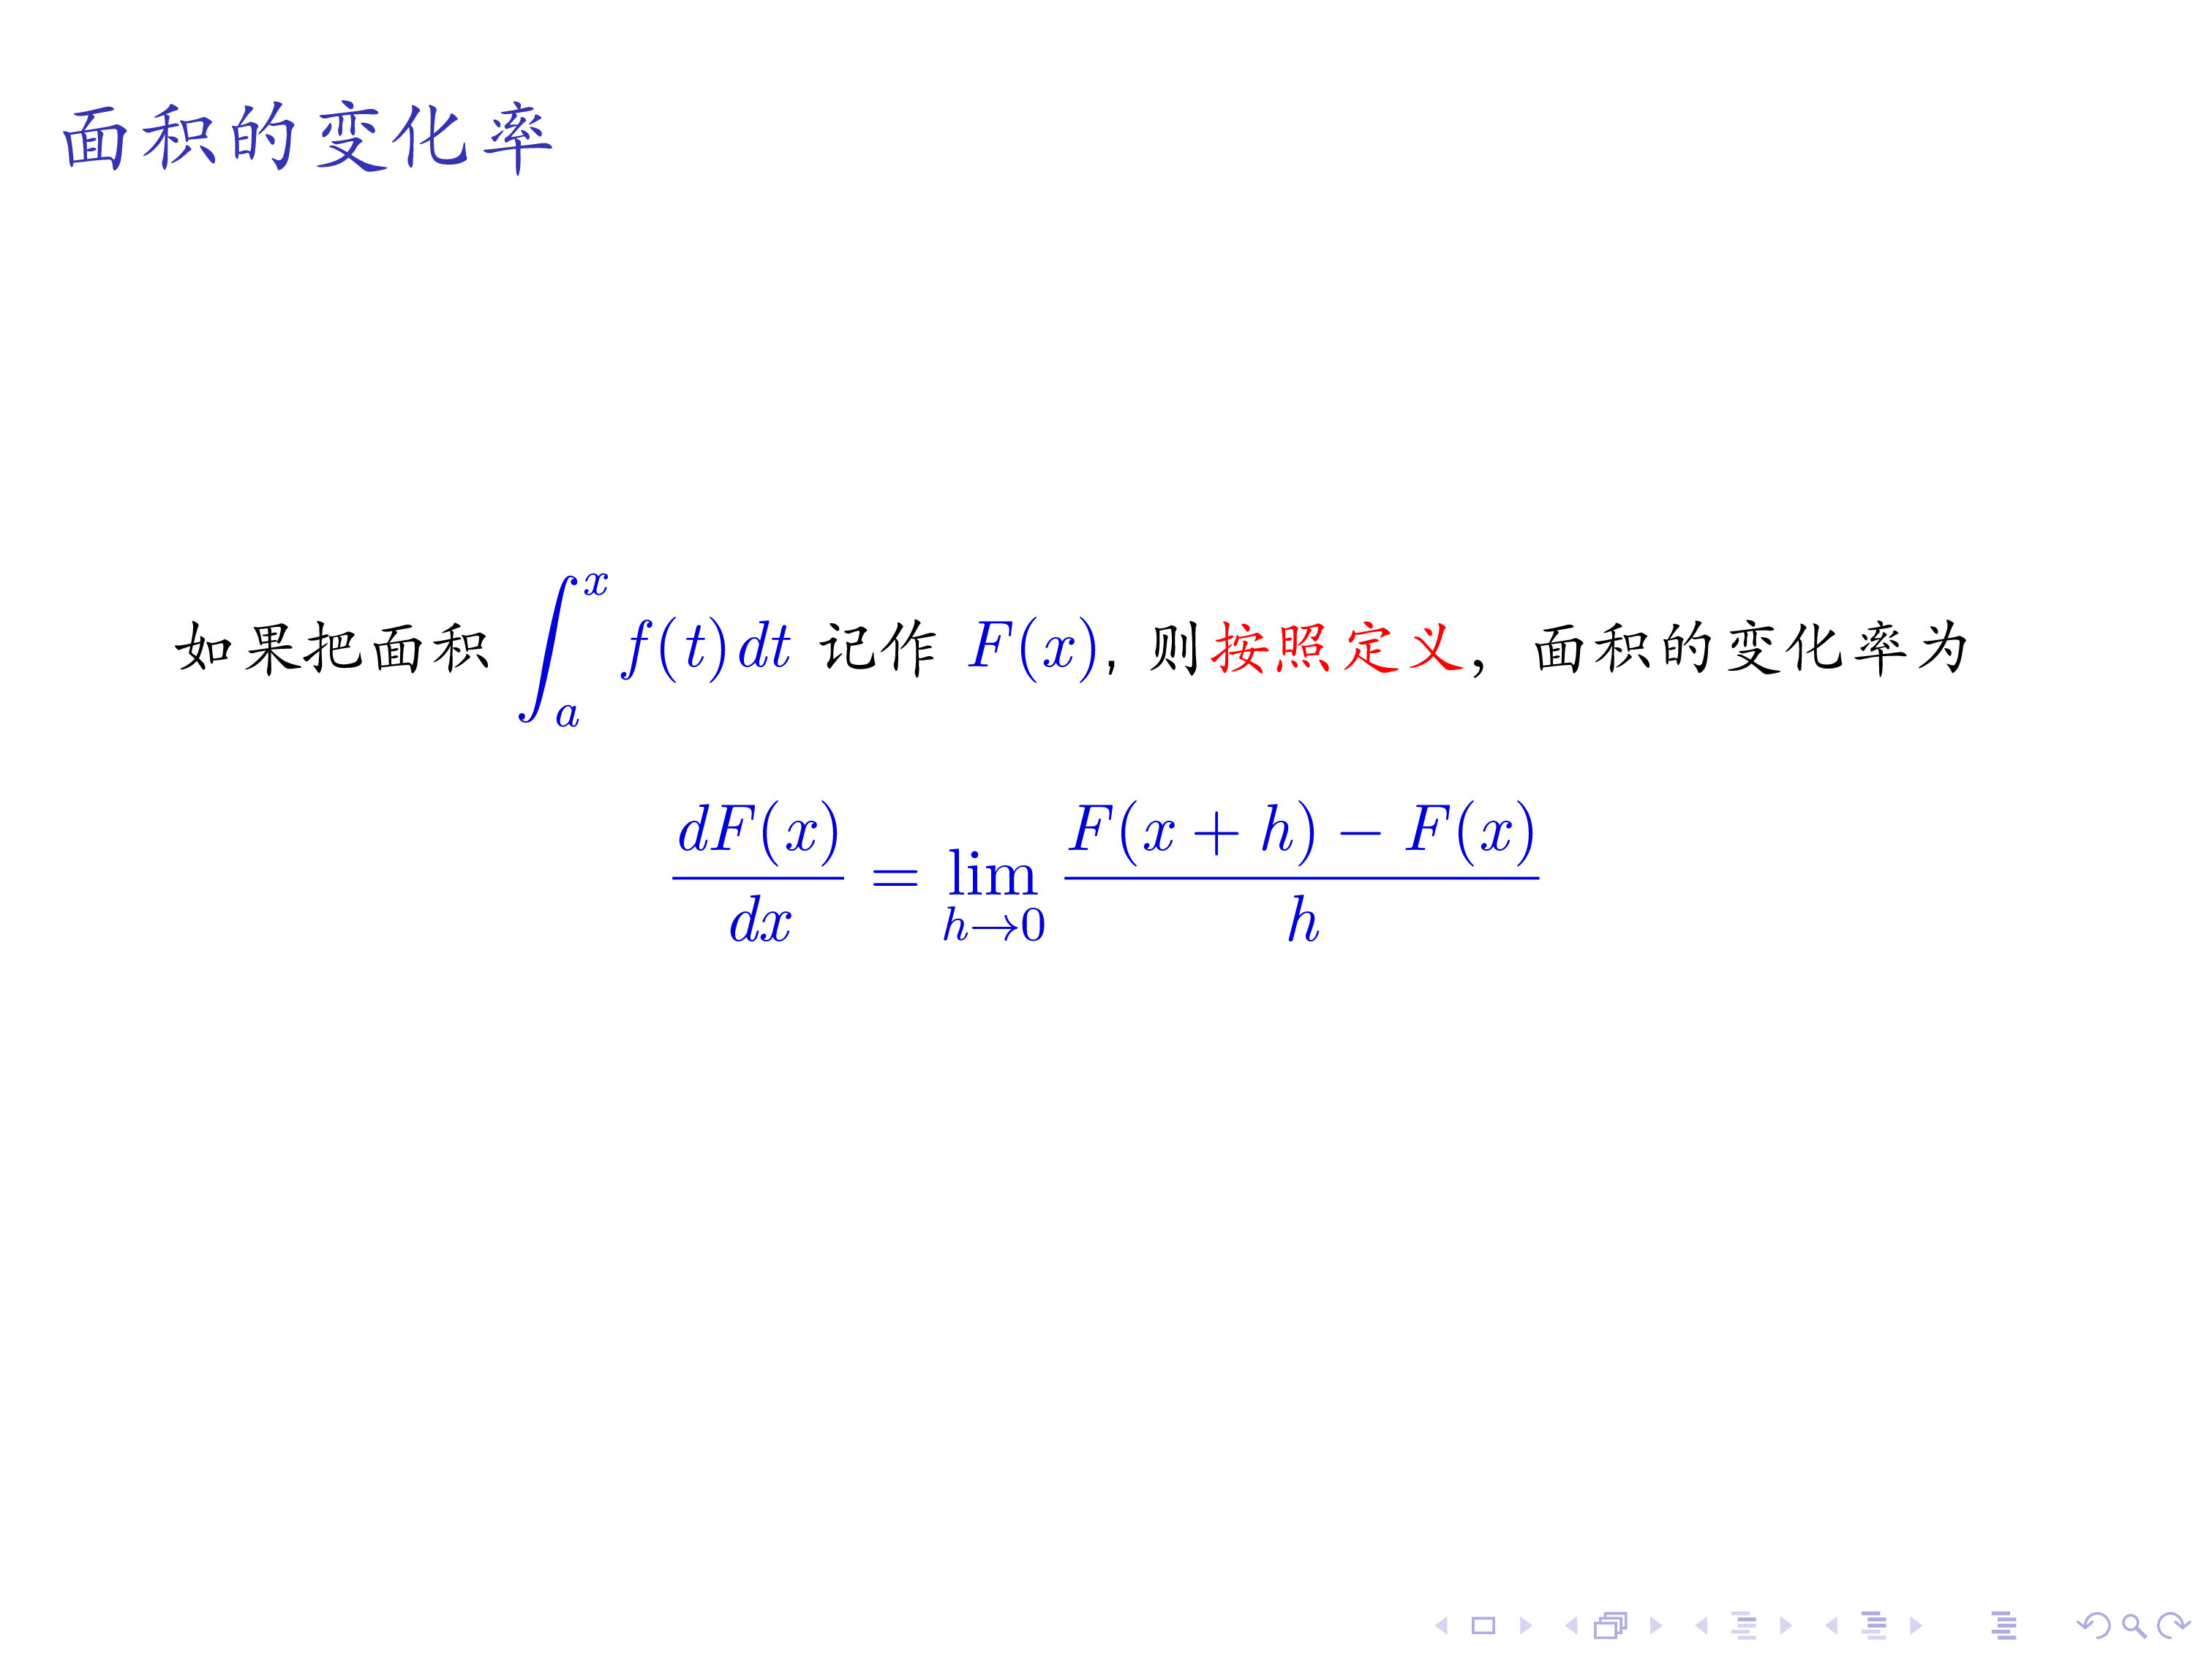 面积的变化率
如果把面积 $\int_a^x f(t)dt$ 记作 $F(x)$, 则按照定义，面积的变化率为
$\frac{dF(x)}{dx} = \lim_{h \to 0} \frac{F(x+h) - F(x)}{h}$